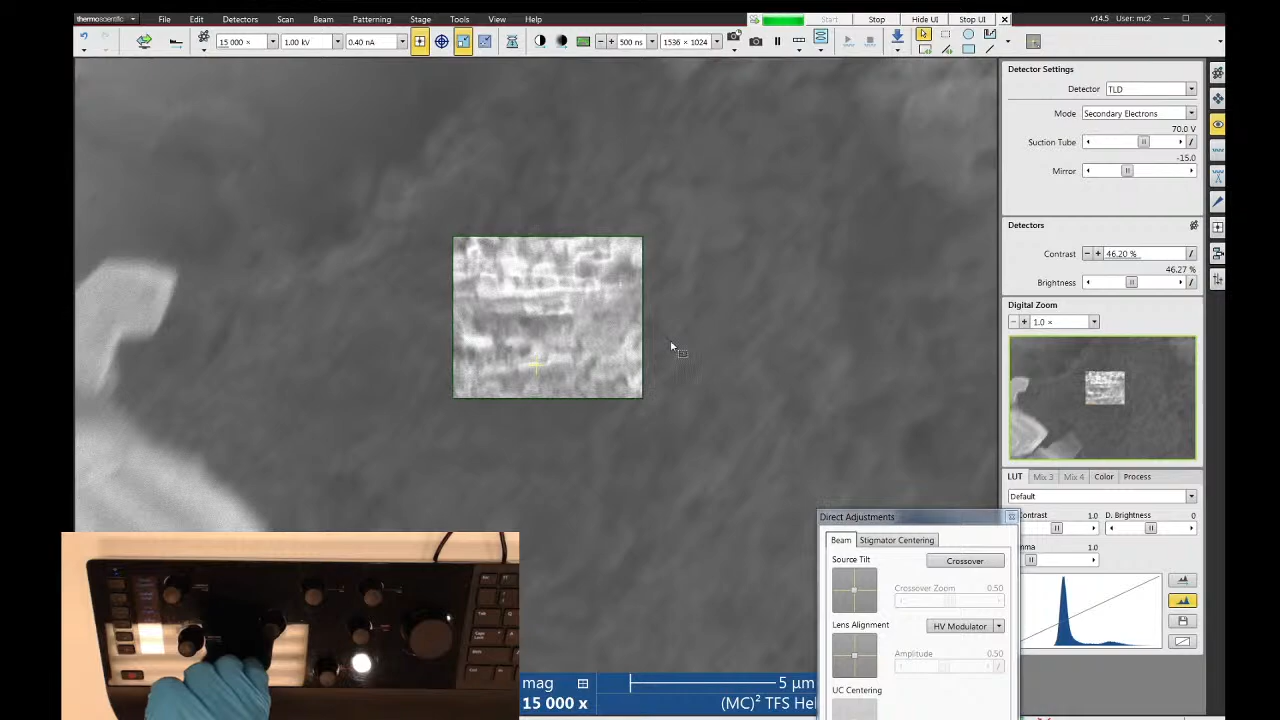 thermoscientific File Edit Detectors Scan Beam Patterning Stage Tools View Help Start Stop Hide UI Stop UI v14.5 User: mc2
15 000 x 1.00 kV 0.40 nA 500 ns 1536 × 1024
Detector Settings
Detector TLD
Mode Secondary Electrons
70.0 V
Suction Tube
-15.0
Mirror
Detectors
Contrast 46.20 %
46.27 %
Brightness
Digital Zoom
1.0 ×
LUT Mix 3 Mix 4 Color Process
Default
Contrast 1.0 D. Brightness 0
1.0
Direct Adjustments
Beam Stigmator Centering
Source Tilt Crossover
Crossover Zoom 0.50
Lens Alignment HV Modulator
Amplitude 0.50
UC Centering
mag
15 000 x
5 µm
(MC)² TFS Hel